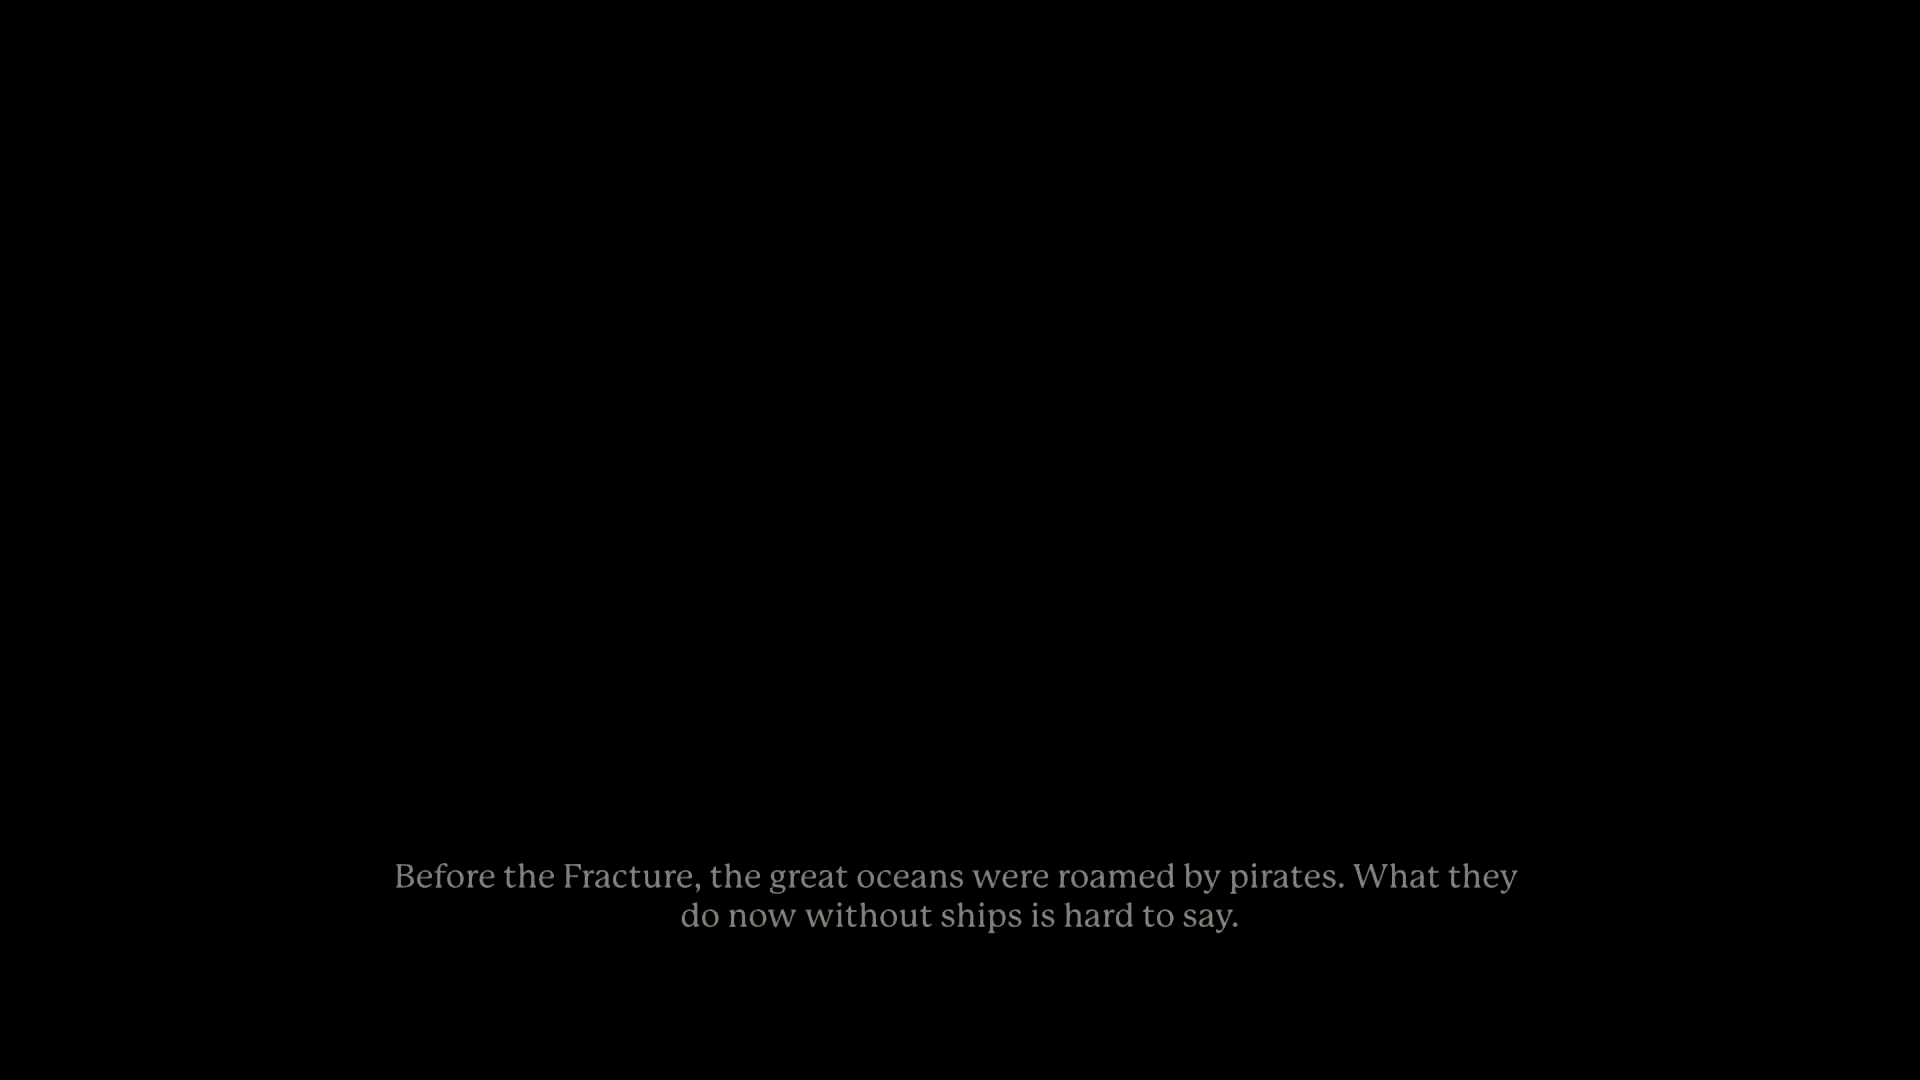 Before the Fracture, the great oceans were roamed by pirates. What they
do now without ships is hard to say.